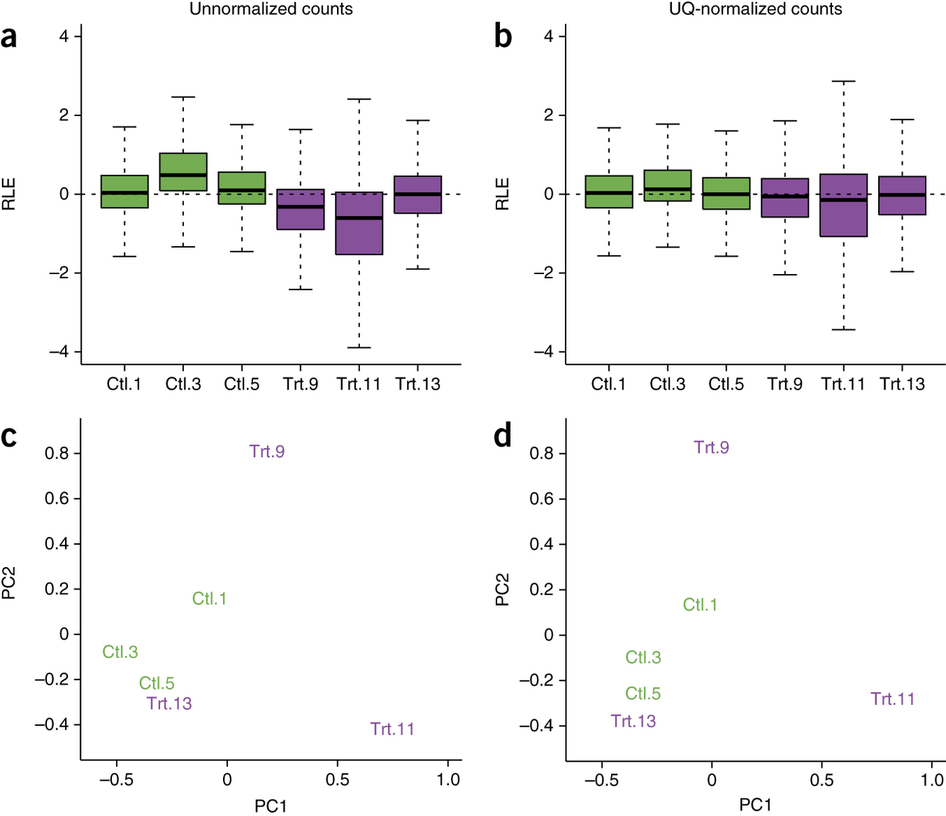 Unnormalized counts
UQ-normalized counts
a
b
4
2
0
−2
−4
RLE
Ctl.1 Ctl.3 Ctl.5 Trt.9 Trt.11 Trt.13
4
2
0
−2
−4
RLE
Ctl.1 Ctl.3 Ctl.5 Trt.9 Trt.11 Trt.13
c
0.8
0.6
0.4
0.2
0
−0.2
−0.4
PC2
Trt.9
Ctl.1
Ctl.3
Ctl.5
Trt.13
Trt.11
−0.5 0 0.5 1.0
PC1
d
0.8
0.6
0.4
0.2
0
−0.2
−0.4
PC2
Trt.9
Ctl.1
Ctl.3
Ctl.5
Trt.11
Trt.13
−0.5 0 0.5 1.0
PC1